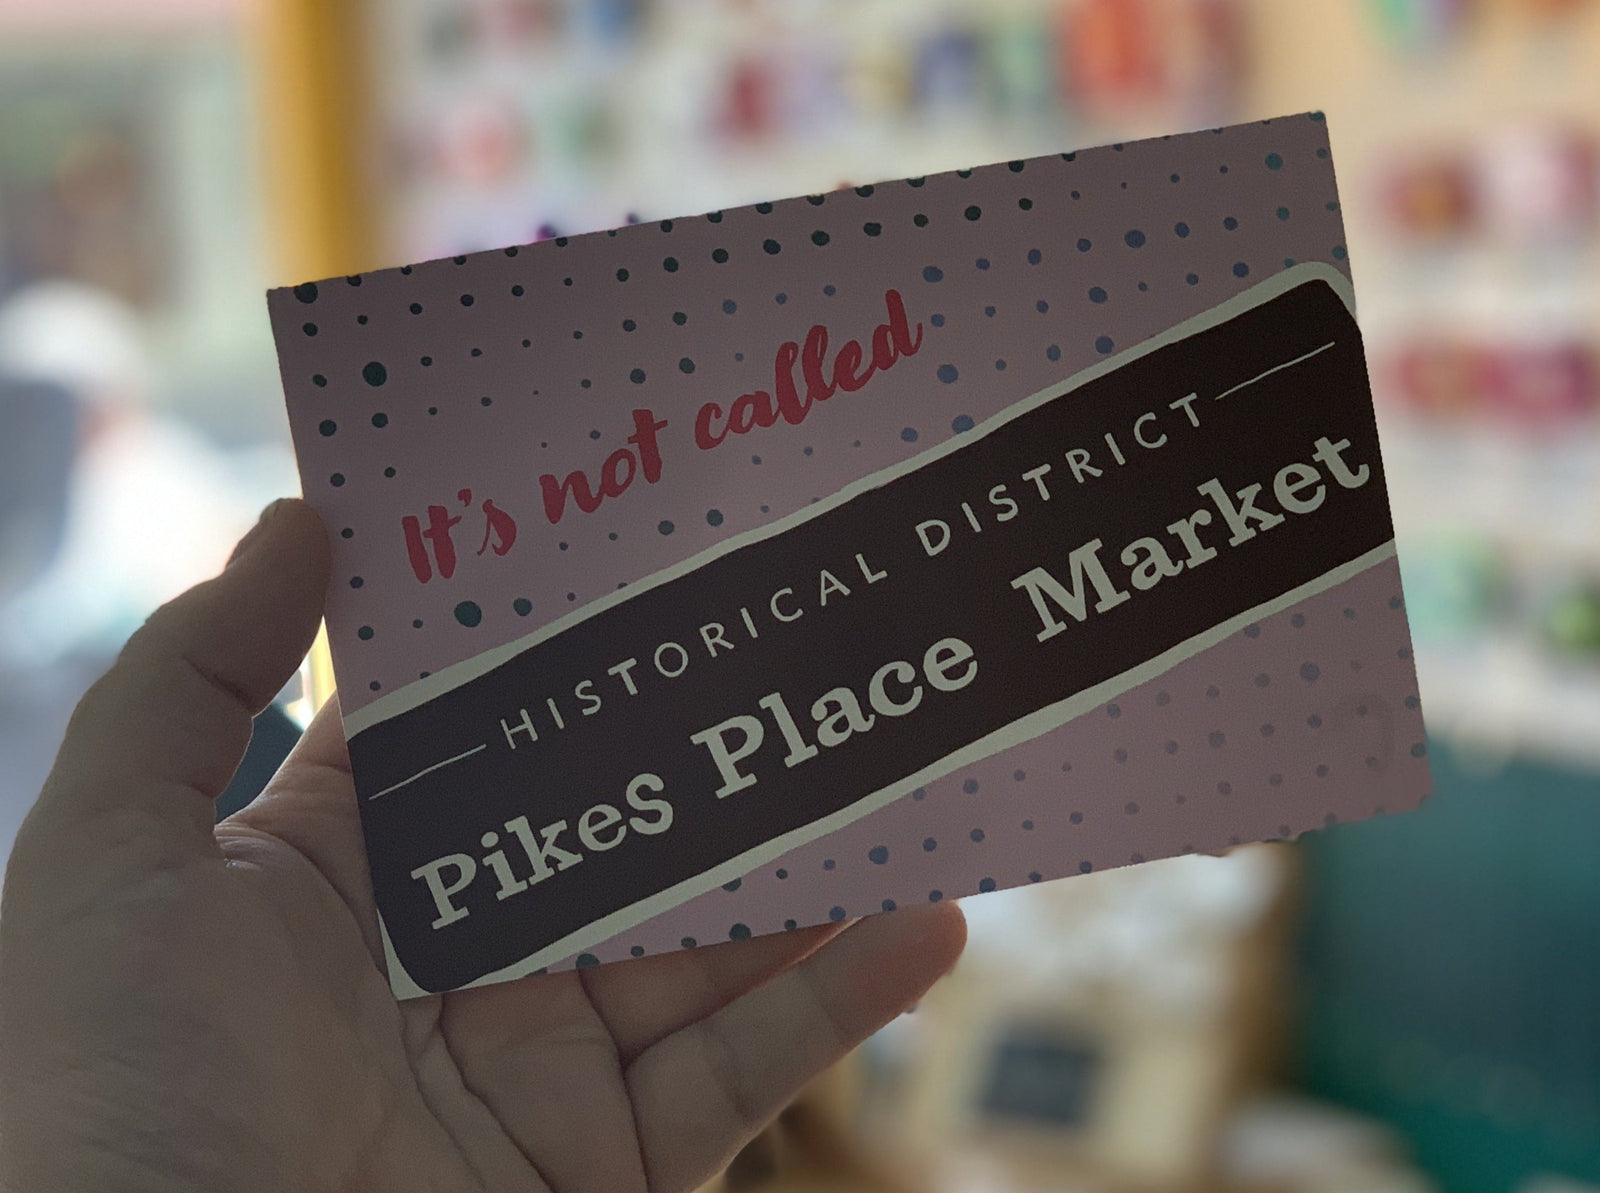 It's not called
HISTORICAL DISTRICT
Pikes Place Market